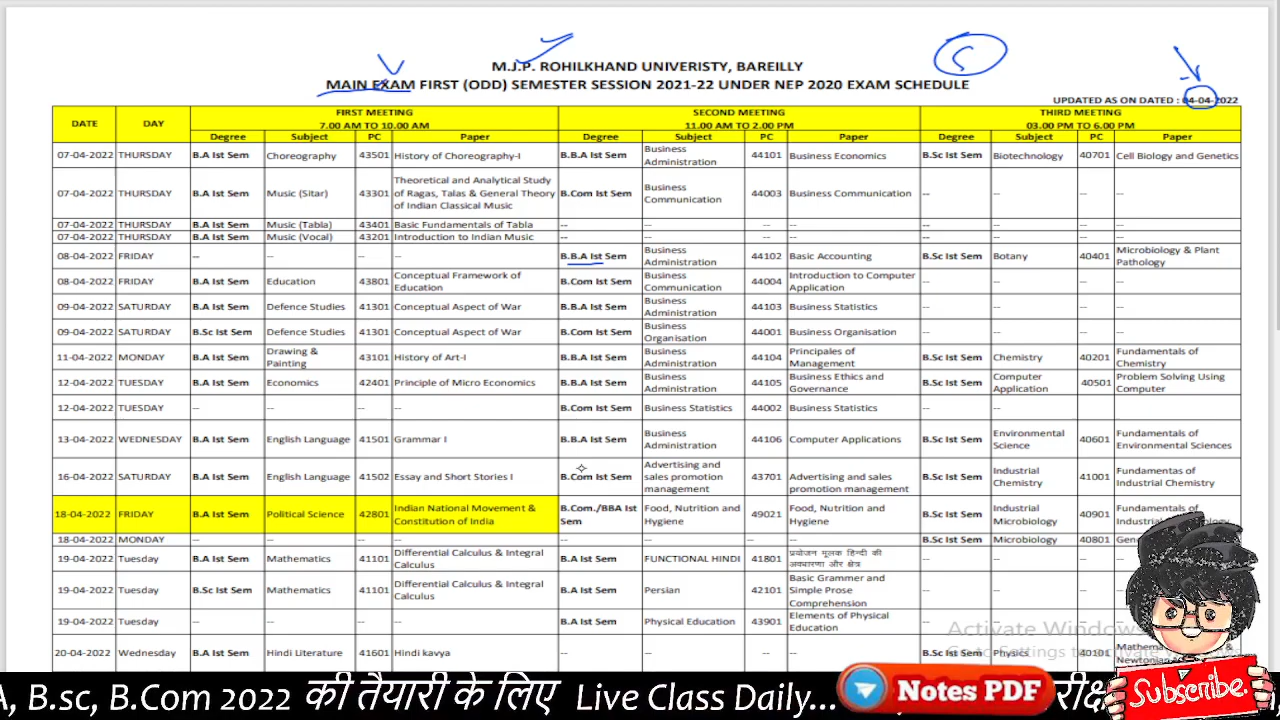 M.J.P. ROHILKHAND UNIVERISTY, BAREILLY
MAIN EXAM FIRST (ODD) SEMESTER SESSION 2021-22 UNDER NEP 2020 EXAM SCHEDULE
UPDATED AS ON DATED : 04-04-2022
DATE DAY FIRST MEETING SECOND MEETING THIRD MEETING
7.00 AM TO 10.00 AM 11.00 AM TO 2.00 PM 03.00 PM TO 6.00 PM
Degree Subject PC Paper Degree Subject PC Paper Degree Subject PC Paper
07-04-2022 THURSDAY B.A Ist Sem Choreography 43501 History of Choreography-I B.B.A Ist Sem Business Administration 44101 Business Economics B.Sc Ist Sem Biotechnology 40701 Cell Biology and Genetics
07-04-2022 THURSDAY B.A Ist Sem Music (Sitar) 43301 Theoretical and Analytical Study of Ragas, Talas & General Theory of Indian Classical Music B.Com Ist Sem Business Communication 44003 Business Communication -- -- -- --
07-04-2022 THURSDAY B.A Ist Sem Music (Tabla) 43401 Basic Fundamentals of Tabla -- -- -- -- -- -- -- --
07-04-2022 THURSDAY B.A Ist Sem Music (Vocal) 43201 Introduction to Indian Music -- -- -- -- -- -- -- --
08-04-2022 FRIDAY -- -- -- -- B.B.A Ist Sem Business Administration 44102 Basic Accounting B.Sc Ist Sem Botany 40401 Microbiology & Plant Pathology
08-04-2022 FRIDAY B.A Ist Sem Education 43801 Conceptual Framework of Education B.Com Ist Sem Business Communication 44004 Introduction to Computer Application -- -- -- --
09-04-2022 SATURDAY B.A Ist Sem Defence Studies 41301 Conceptual Aspect of War B.B.A Ist Sem Business Administration 44103 Business Statistics -- -- -- --
09-04-2022 SATURDAY B.Sc Ist Sem Defence Studies 41301 Conceptual Aspect of War B.Com Ist Sem Business Organisation 44001 Business Organisation -- -- -- --
11-04-2022 MONDAY B.A Ist Sem Drawing & Painting 43101 History of Art-I B.B.A Ist Sem Business Administration 44104 Principales of Management B.Sc Ist Sem Chemistry 40201 Fundamentals of Chemistry
12-04-2022 TUESDAY B.A Ist Sem Economics 42401 Principle of Micro Economics B.B.A Ist Sem Business Administration 44105 Business Ethics and Governance B.Sc Ist Sem Computer Application 40501 Problem Solving Using Computer
12-04-2022 TUESDAY -- -- -- -- B.Com Ist Sem Business Statistics 44002 Business Statistics -- -- --
13-04-2022 WEDNESDAY B.A Ist Sem English Language 41501 Grammar I B.B.A Ist Sem Business Administration 44106 Computer Applications B.Sc Ist Sem Environmental Science 40601 Fundamentals of Environmental Sciences
16-04-2022 SATURDAY B.A Ist Sem English Language 41502 Essay and Short Stories I B.Com Ist Sem Advertising and sales promotion management 43701 Advertising and sales promotion management B.Sc Ist Sem Industrial Chemistry 41001 Fundamentas of Industrial Chemistry
18-04-2022 FRIDAY B.A Ist Sem Political Science 42801 Indian National Movement & Constitution of India B.Com./BBA Ist Sem Food, Nutrition and Hygiene 49021 Food, Nutrition and Hygiene B.Sc Ist Sem Industrial Microbiology 40901 Fundamentals of
18-04-2022 MONDAY -- -- -- -- -- -- -- -- B.Sc Ist Sem Microbiology 40801
19-04-2022 Tuesday B.A Ist Sem Mathematics 41101 Differential Calculus & Integral Calculus B.A Ist Sem FUNCTIONAL HINDI 41801 प्रयोजन मूलक हिन्दी की अवधारणा और क्षेत्र -- --
19-04-2022 Tuesday B.Sc Ist Sem Mathematics 41101 Differential Calculus & Integral Calculus B.A Ist Sem Persian 42101 Basic Grammer and Simple Prose Comprehension -- --
19-04-2022 Tuesday -- -- -- -- B.A Ist Sem Physical Education 43901 Elements of Physical Education -- --
20-04-2022 Wednesday B.A Ist Sem Hindi Literature 41601 Hindi kavya -- -- -- -- B.Sc Ist Sem Physics 40101
Activate Windows
A, B.sc, B.Com 2022 की तैयारी के लिए Live Class Daily...
Notes PDF
Subscribe.